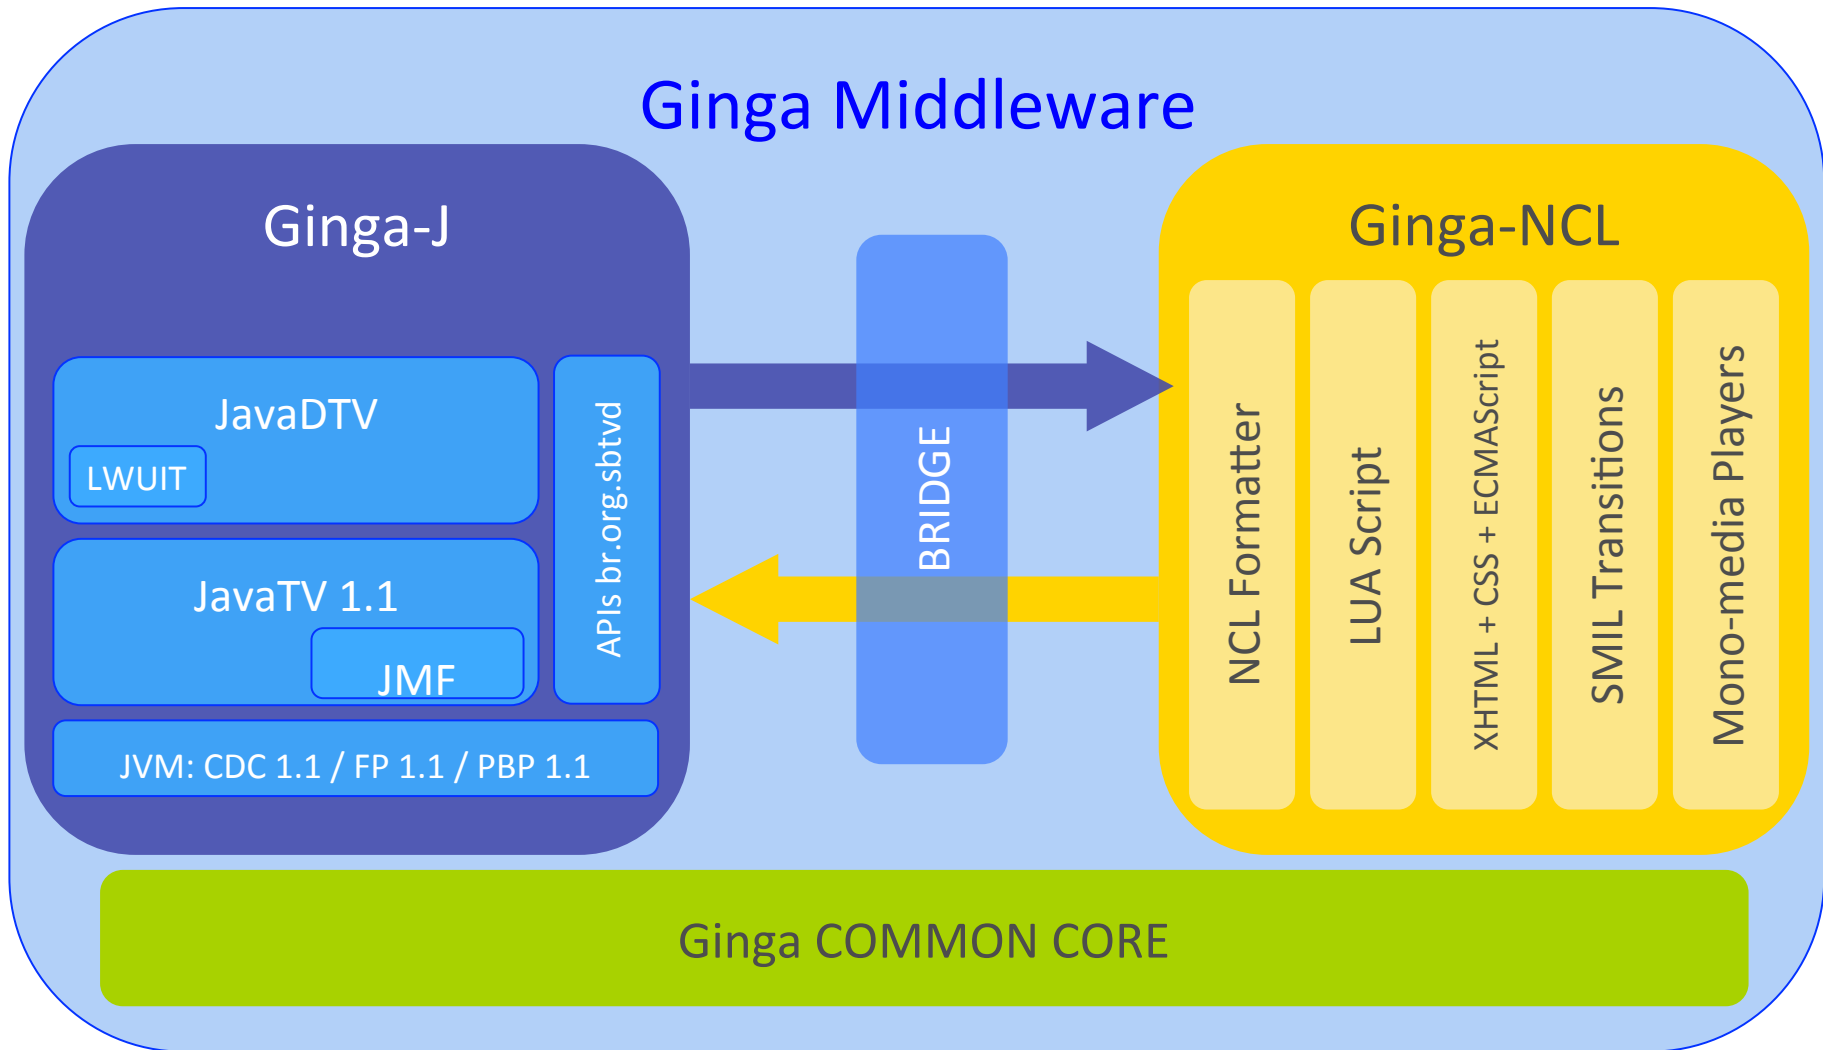 Ginga Middleware
Ginga-J
JavaDTV
LWUIT
JavaTV 1.1
JMF
APIs br.org.sbtvd
JVM: CDC 1.1 / FP 1.1 / PBP 1.1
BRIDGE
Ginga-NCL
NCL Formatter
LUA Script
XHTML + CSS + ECMAScript
SMIL Transitions
Mono-media Players
Ginga COMMON CORE